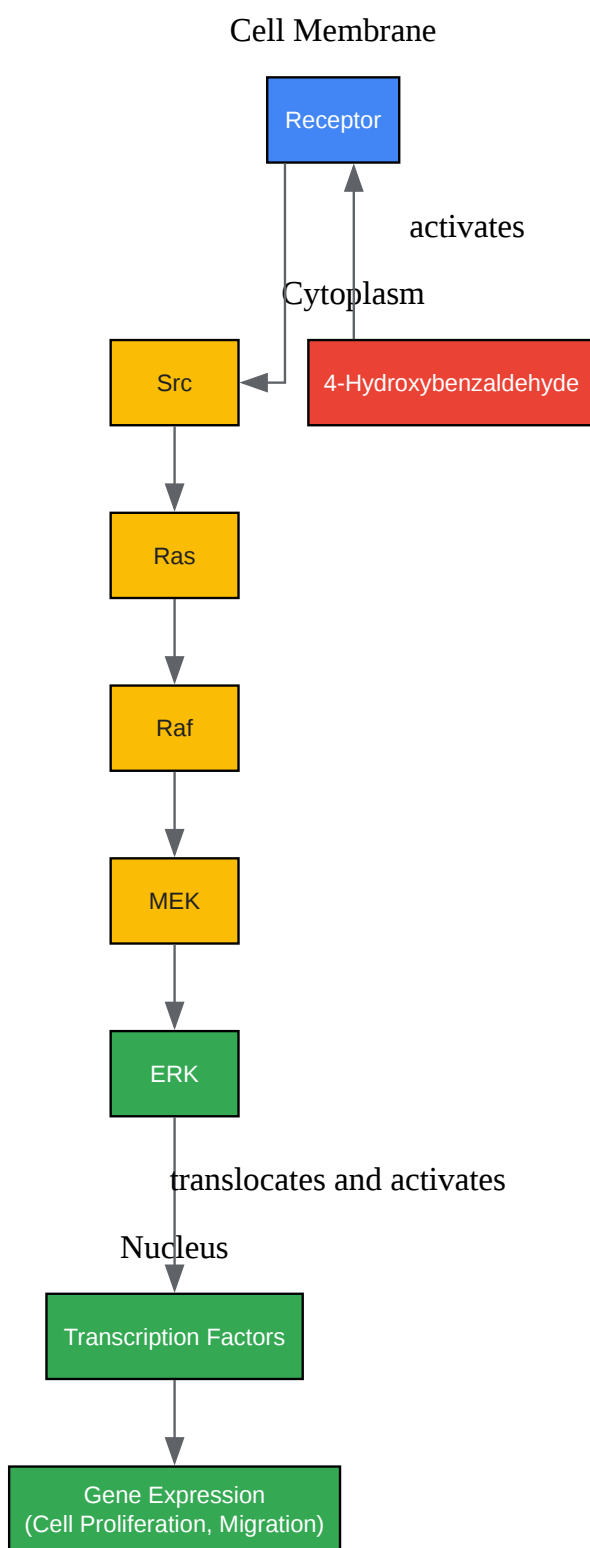 Cell Membrane
Receptor
activates
Cytoplasm
Src
4-Hydroxybenzaldehyde
Ras
Raf
MEK
ERK
translocates and activates
Nucleus
Transcription Factors
Gene Expression
(Cell Proliferation, Migration)